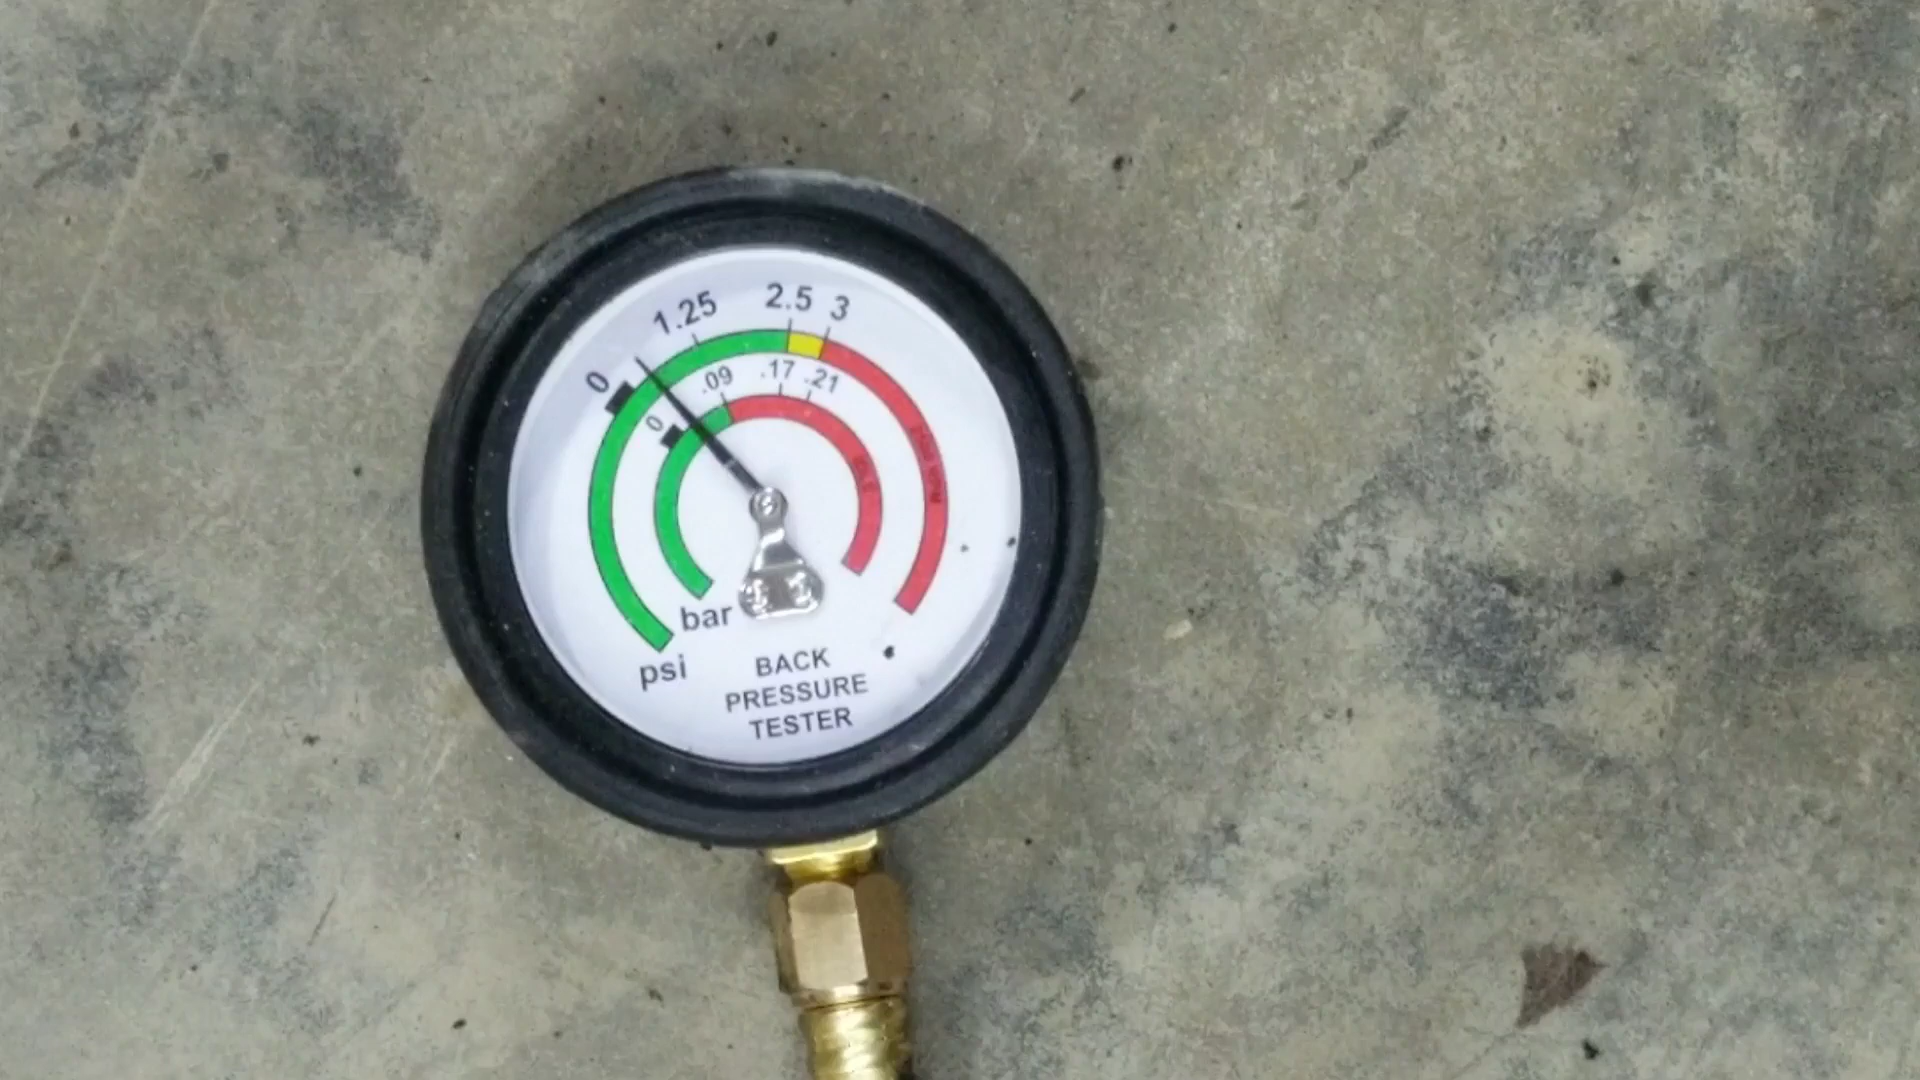 0 1.25 2.5 3
0 .09 .17 .21
bar
psi
BACK
PRESSURE
TESTER